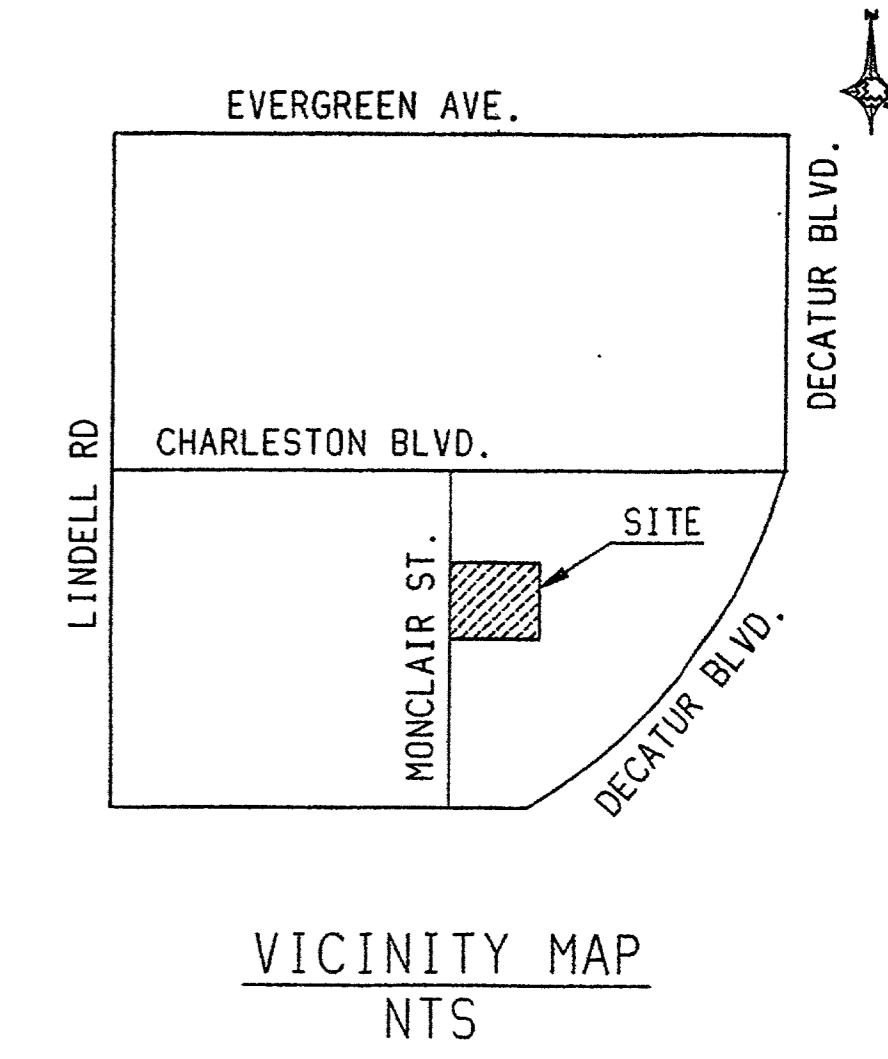 N
EVERGREEN AVE.
DECATUR BLVD.
CHARLESTON BLVD.
LINDELL RD
SITE
MONCLAIR ST.
DECATUR BLVD.
VICINITY MAP
NTS